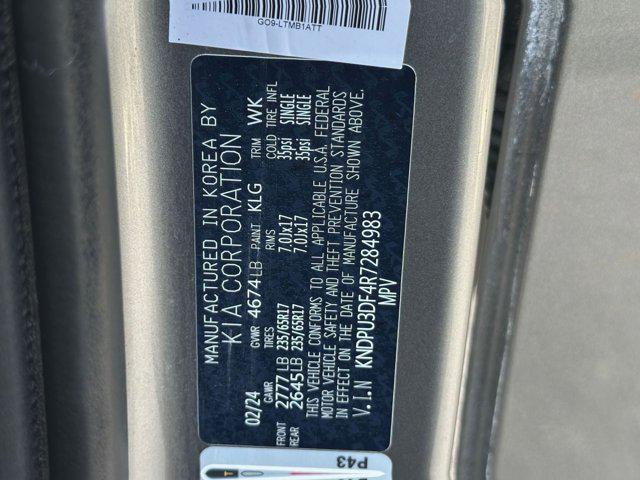 GO9-LTMB1ATT
MANUFACTURED IN KOREA BY
KIA CORPORATION
02/24 GVWR 4674LB PAINT KLG TRIM WK
GAWR TIRES RIMS COLD TIRE INFL
FRONT 2777LB 235/65R17 7.0Jx17 35psi SINGLE
REAR 2645LB 235/65R17 7.0Jx17 35psi SINGLE
THIS VEHICLE CONFORMS TO ALL APPLICABLE U.S.A. FEDERAL
MOTOR VEHICLE SAFETY AND THEFT PREVENTION STANDARDS
IN EFFECT ON THE DATE OF MANUFACTURE SHOWN ABOVE.
V.I.N KNDPU3DF4R7284983
MPV
P43